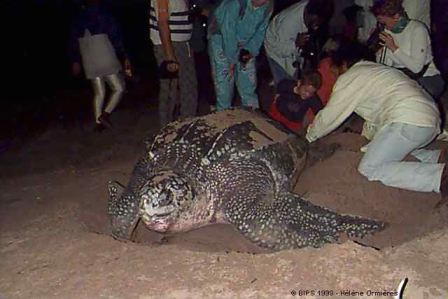 © BIPS 1999 - Hélène Ormières